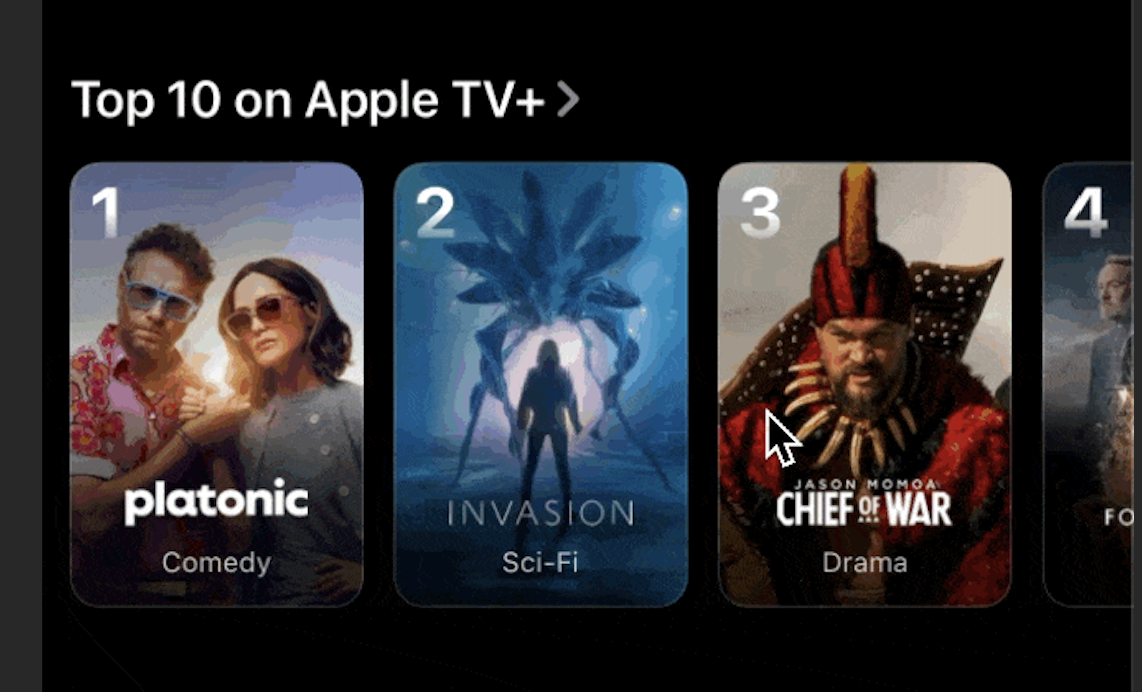 Top 10 on Apple TV+
1
platonic
Comedy
2
INVASION
Sci-Fi
3
JASON MOMOA
CHIEF OF WAR
Drama
4
FO